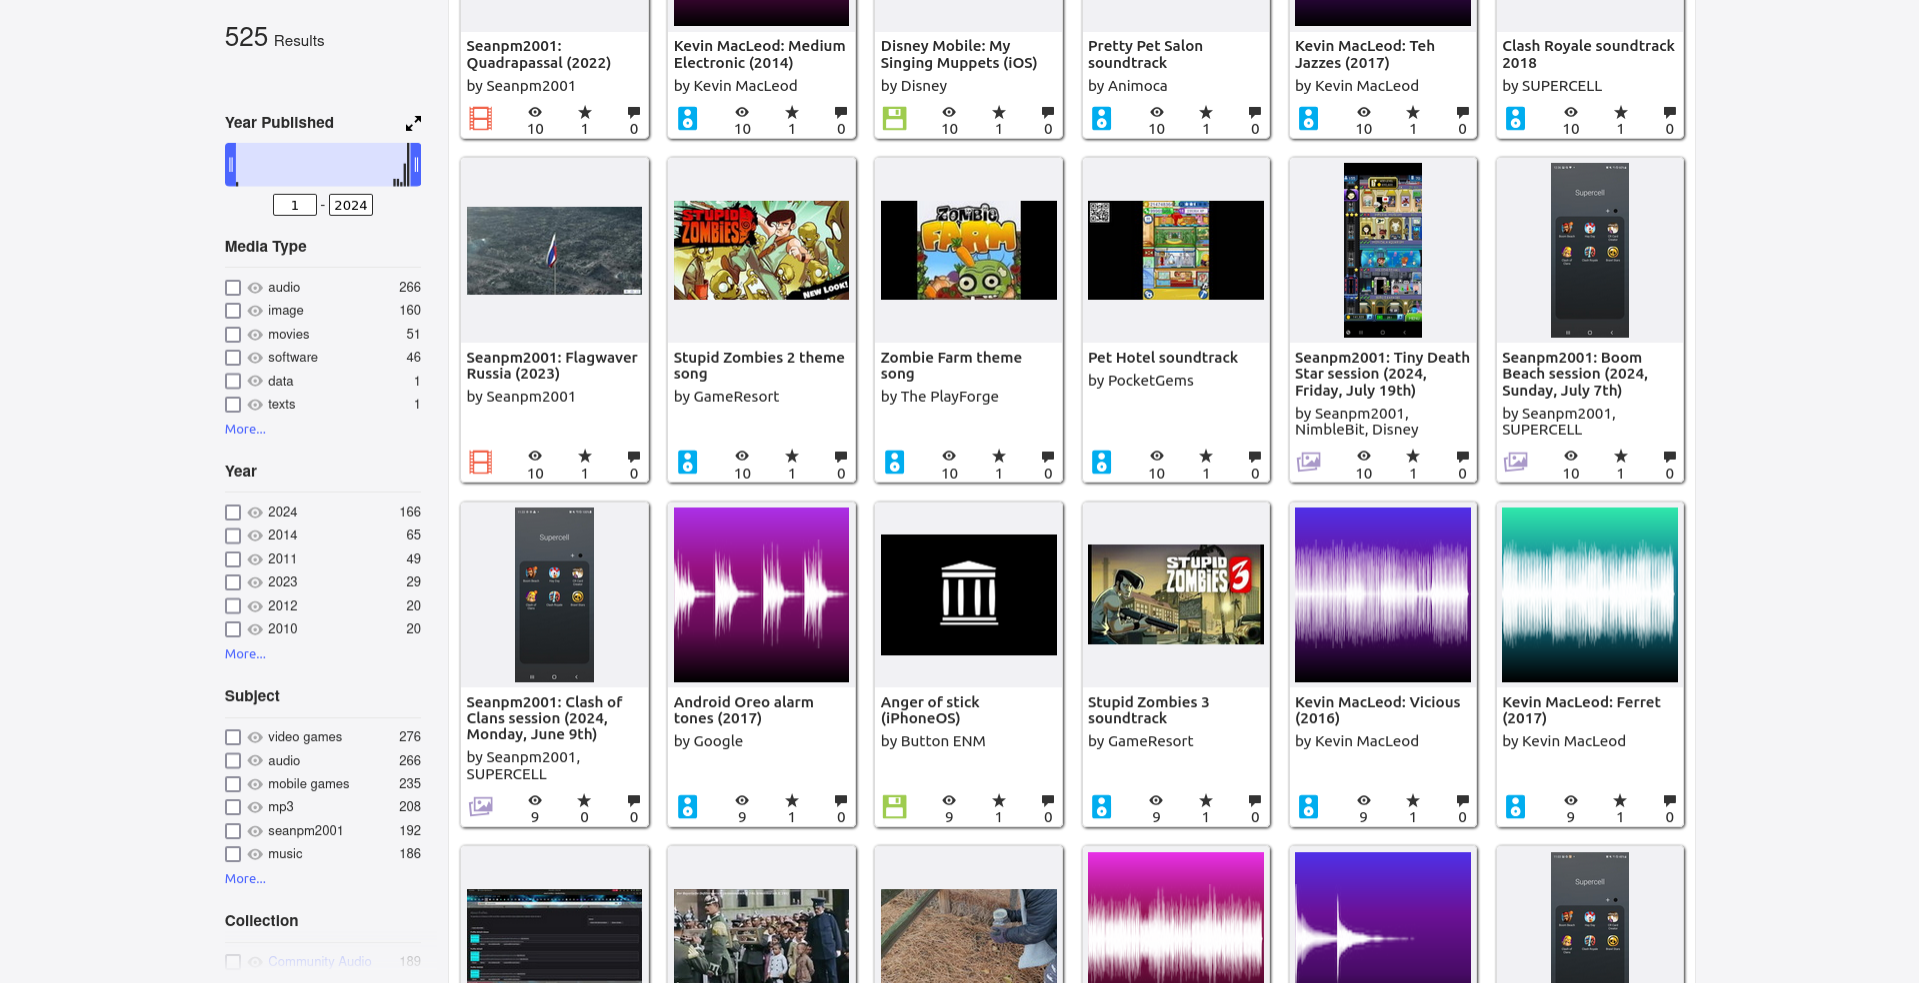 525 Results
Year Published
1 - 2024
Media Type
audio 266
image 160
movies 51
software 46
data 1
texts 1
More...
Year
2024 166
2014 65
2011 49
2023 29
2012 20
2010 20
More...
Subject
video games 276
audio 266
mobile games 235
mp3 208
seanpm2001 192
music 186
More...
Collection
Community Audio 189
Seanpm2001:
Quadrapassal (2022)
by Seanpm2001
10 1 0
Kevin MacLeod: Medium
Electronic (2014)
by Kevin MacLeod
10 1 0
Disney Mobile: My
Singing Muppets (iOS)
by Disney
10 1 0
Pretty Pet Salon
soundtrack
by Animoca
10 1 0
Kevin MacLeod: Teh
Jazzes (2017)
by Kevin MacLeod
10 1 0
Clash Royale soundtrack
2018
by SUPERCELL
10 1 0
Seanpm2001: Flagwaver
Russia (2023)
by Seanpm2001
10 1 0
STUPID
ZOMBIES
NEW LOOK!
Stupid Zombies 2 theme
song
by GameResort
10 1 0
ZOMBIE
FARM
Zombie Farm theme
song
by The PlayForge
10 1 0
Pet Hotel soundtrack
by PocketGems
10 1 0
Seanpm2001: Tiny Death
Star session (2024,
Friday, July 19th)
by Seanpm2001,
NimbleBit, Disney
10 1 0
Supercell
Seanpm2001: Boom
Beach session (2024,
Sunday, July 7th)
by Seanpm2001,
SUPERCELL
10 1 0
Supercell
Seanpm2001: Clash of
Clans session (2024,
Monday, June 9th)
by Seanpm2001,
SUPERCELL
9 0 0
Android Oreo alarm
tones (2017)
by Google
9 1 0
Anger of stick
(iPhoneOS)
by Button ENM
9 1 0
STUPID
ZOMBIES 3
Stupid Zombies 3
soundtrack
by GameResort
9 1 0
Kevin MacLeod: Vicious
(2016)
by Kevin MacLeod
9 1 0
Kevin MacLeod: Ferret
(2017)
by Kevin MacLeod
9 1 0
Supercell